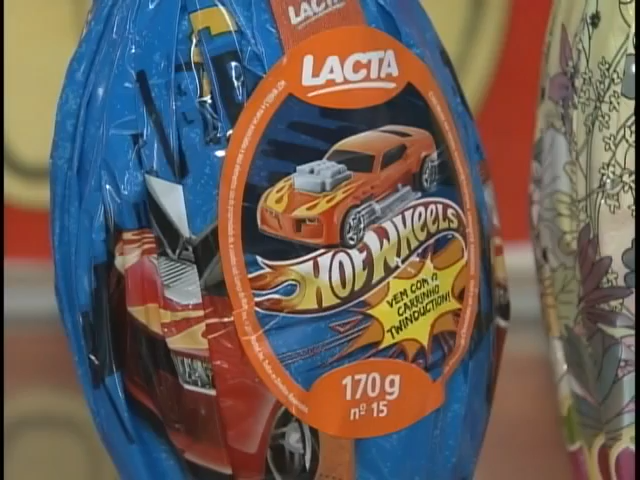 LACTA
LACTA
HOT WHEELS
VEM COM O
CARRINHO
TWINDUCTION!
170g
nº 15